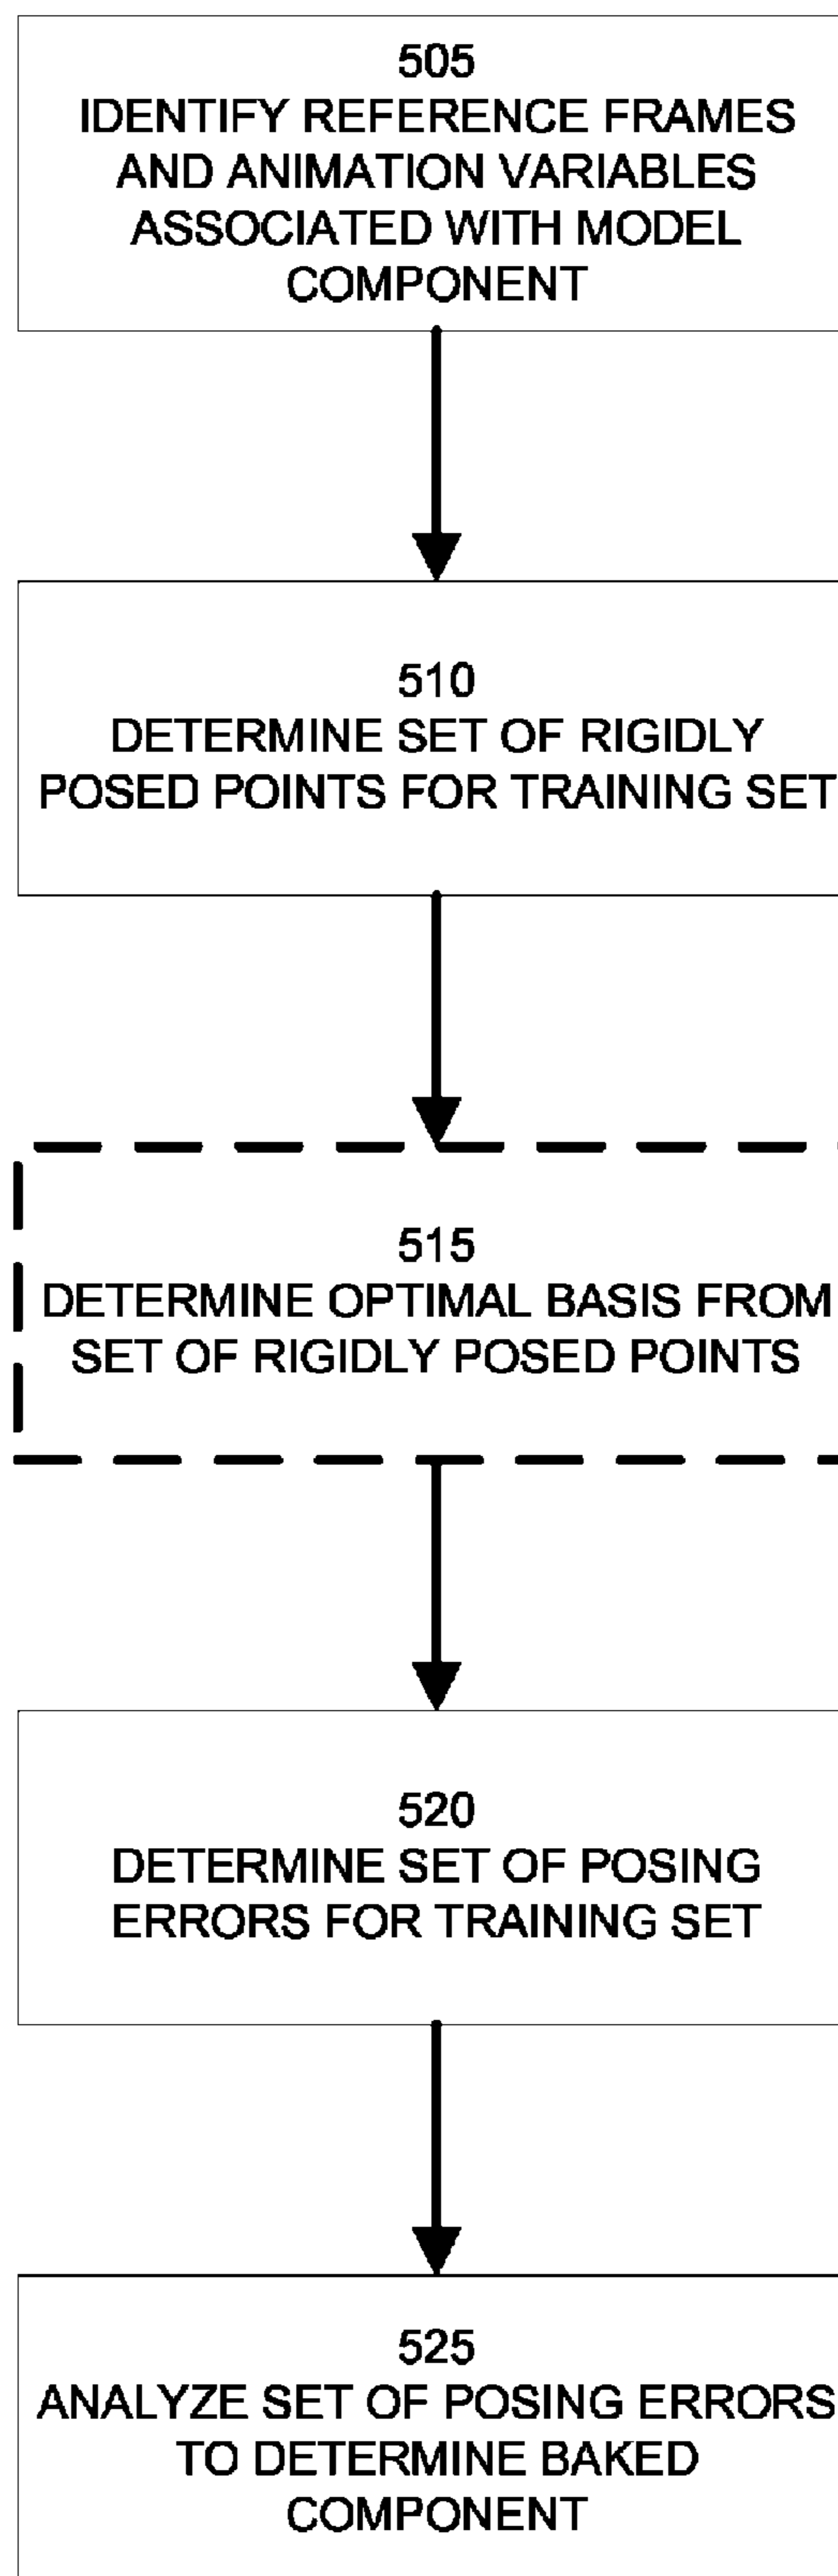 505
IDENTIFY REFERENCE FRAMES
AND ANIMATION VARIABLES
ASSOCIATED WITH MODEL
COMPONENT
510
DETERMINE SET OF RIGIDLY
POSED POINTS FOR TRAINING SET
515
DETERMINE OPTIMAL BASIS FROM
SET OF RIGIDLY POSED POINTS
520
DETERMINE SET OF POSING
ERRORS FOR TRAINING SET
525
ANALYZE SET OF POSING ERRORS
TO DETERMINE BAKED
COMPONENT